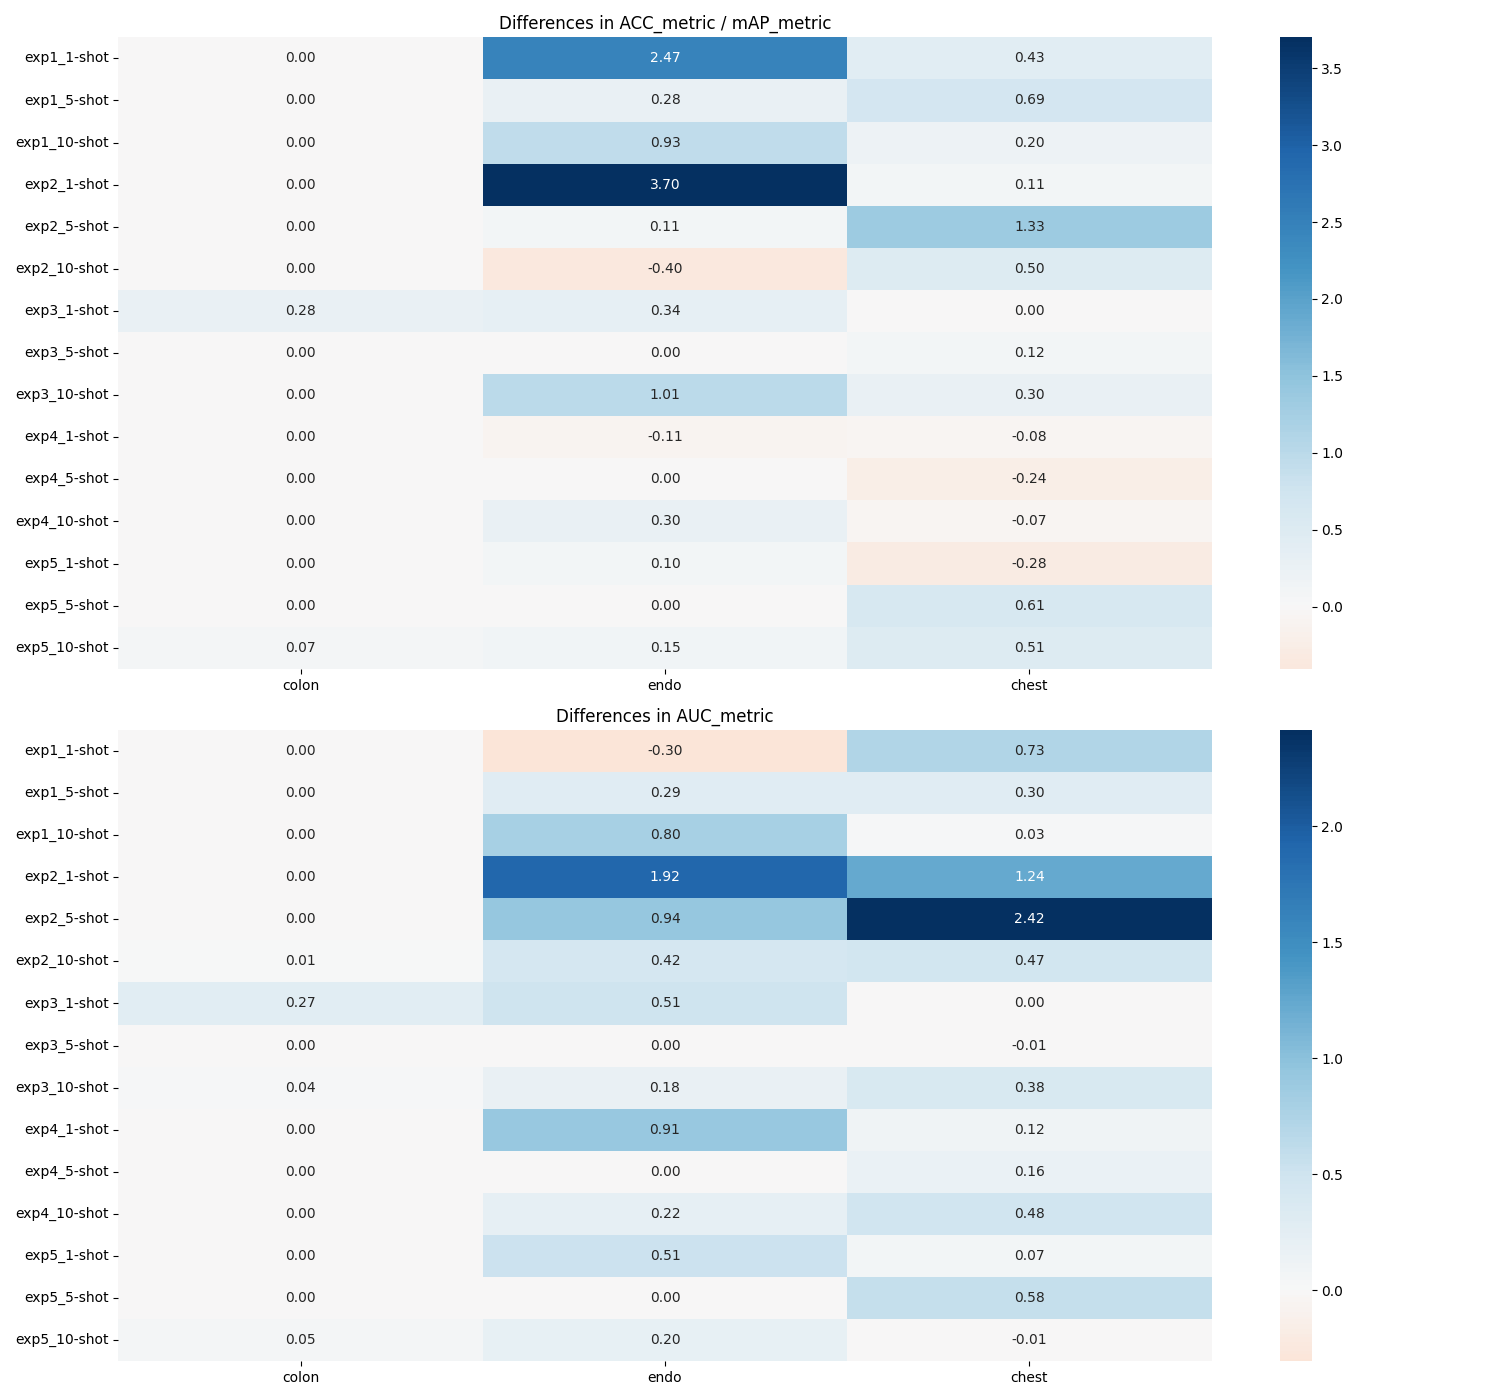 Differences in ACC_metric / mAP_metric
exp1_1-shot 0.00 2.47 0.43
exp1_5-shot 0.00 0.28 0.69
exp1_10-shot 0.00 0.93 0.20
exp2_1-shot 0.00 3.70 0.11
exp2_5-shot 0.00 0.11 1.33
exp2_10-shot 0.00 -0.40 0.50
exp3_1-shot 0.28 0.34 0.00
exp3_5-shot 0.00 0.00 0.12
exp3_10-shot 0.00 1.01 0.30
exp4_1-shot 0.00 -0.11 -0.08
exp4_5-shot 0.00 0.00 -0.24
exp4_10-shot 0.00 0.30 -0.07
exp5_1-shot 0.00 0.10 -0.28
exp5_5-shot 0.00 0.00 0.61
exp5_10-shot 0.07 0.15 0.51
colon endo chest
3.5
3.0
2.5
2.0
1.5
1.0
0.5
0.0
Differences in AUC_metric
exp1_1-shot 0.00 -0.30 0.73
exp1_5-shot 0.00 0.29 0.30
exp1_10-shot 0.00 0.80 0.03
exp2_1-shot 0.00 1.92 1.24
exp2_5-shot 0.00 0.94 2.42
exp2_10-shot 0.01 0.42 0.47
exp3_1-shot 0.27 0.51 0.00
exp3_5-shot 0.00 0.00 -0.01
exp3_10-shot 0.04 0.18 0.38
exp4_1-shot 0.00 0.91 0.12
exp4_5-shot 0.00 0.00 0.16
exp4_10-shot 0.00 0.22 0.48
exp5_1-shot 0.00 0.51 0.07
exp5_5-shot 0.00 0.00 0.58
exp5_10-shot 0.05 0.20 -0.01
colon endo chest
2.0
1.5
1.0
0.5
0.0